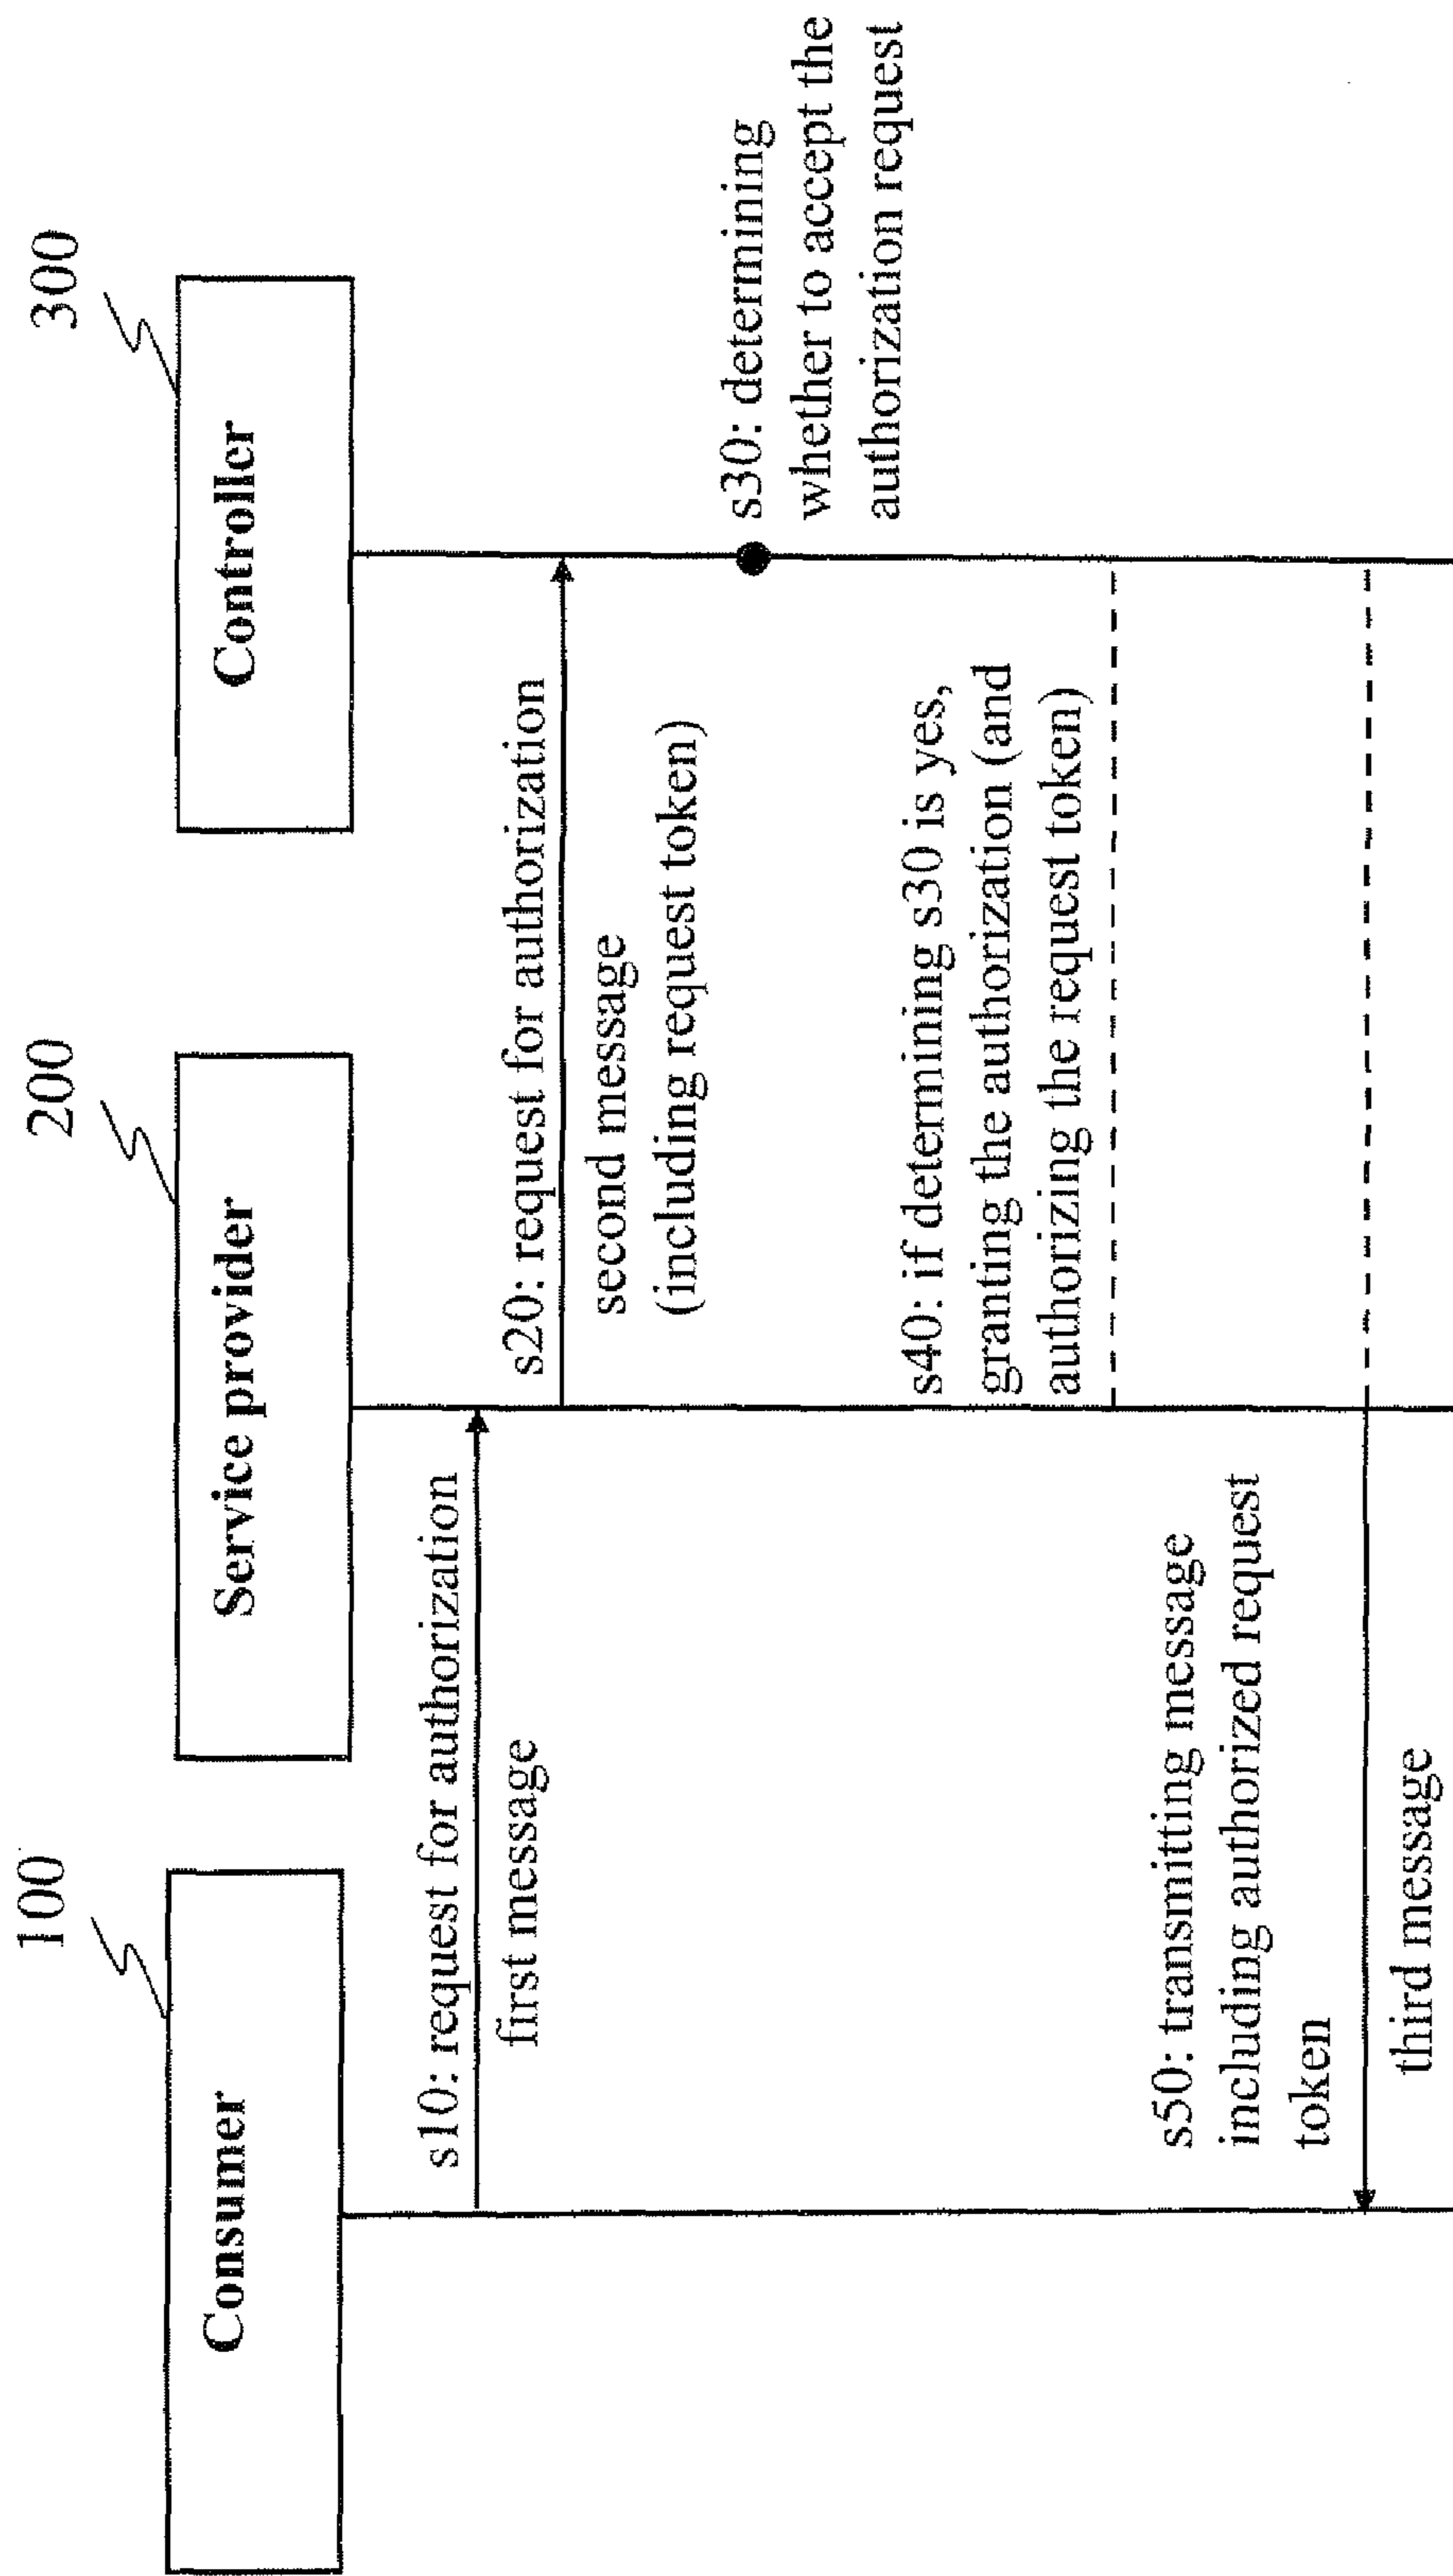 100
200
300
Consumer
Service provider
Controller
s10: request for authorization
first message
s20: request for authorization
second message
(including request token)
s30: determining
whether to accept the
authorization request
s40: if determining s30 is yes,
granting the authorization (and
authorizing the request token)
s50: transmitting message
including authorized request
token
third message